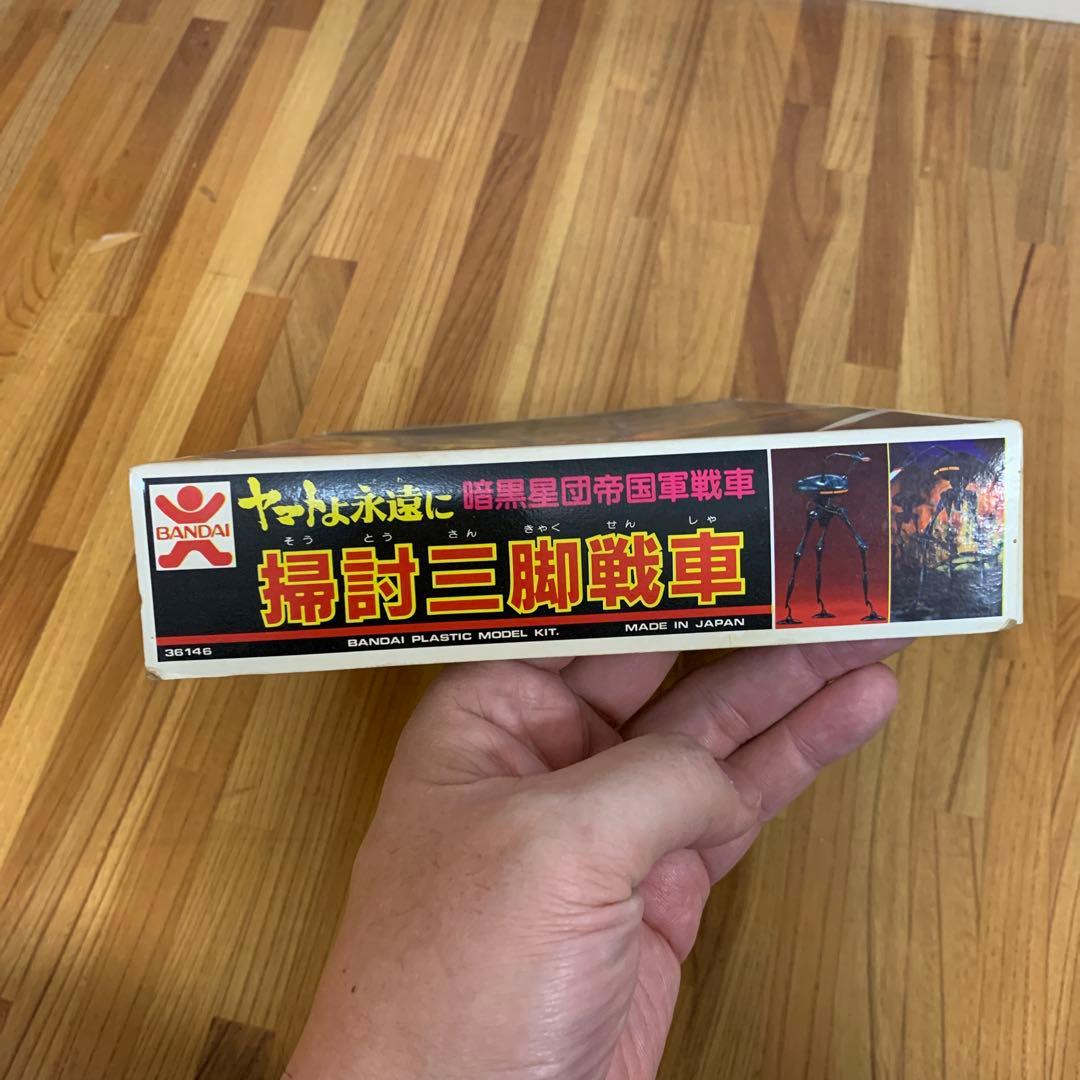 BANDAI
ヤマトよ永遠に
暗黒星団帝国軍戦車
そう とう さん きゃく せん しゃ
掃討三脚戦車
BANDAI PLASTIC MODEL KIT.
MADE IN JAPAN
36146